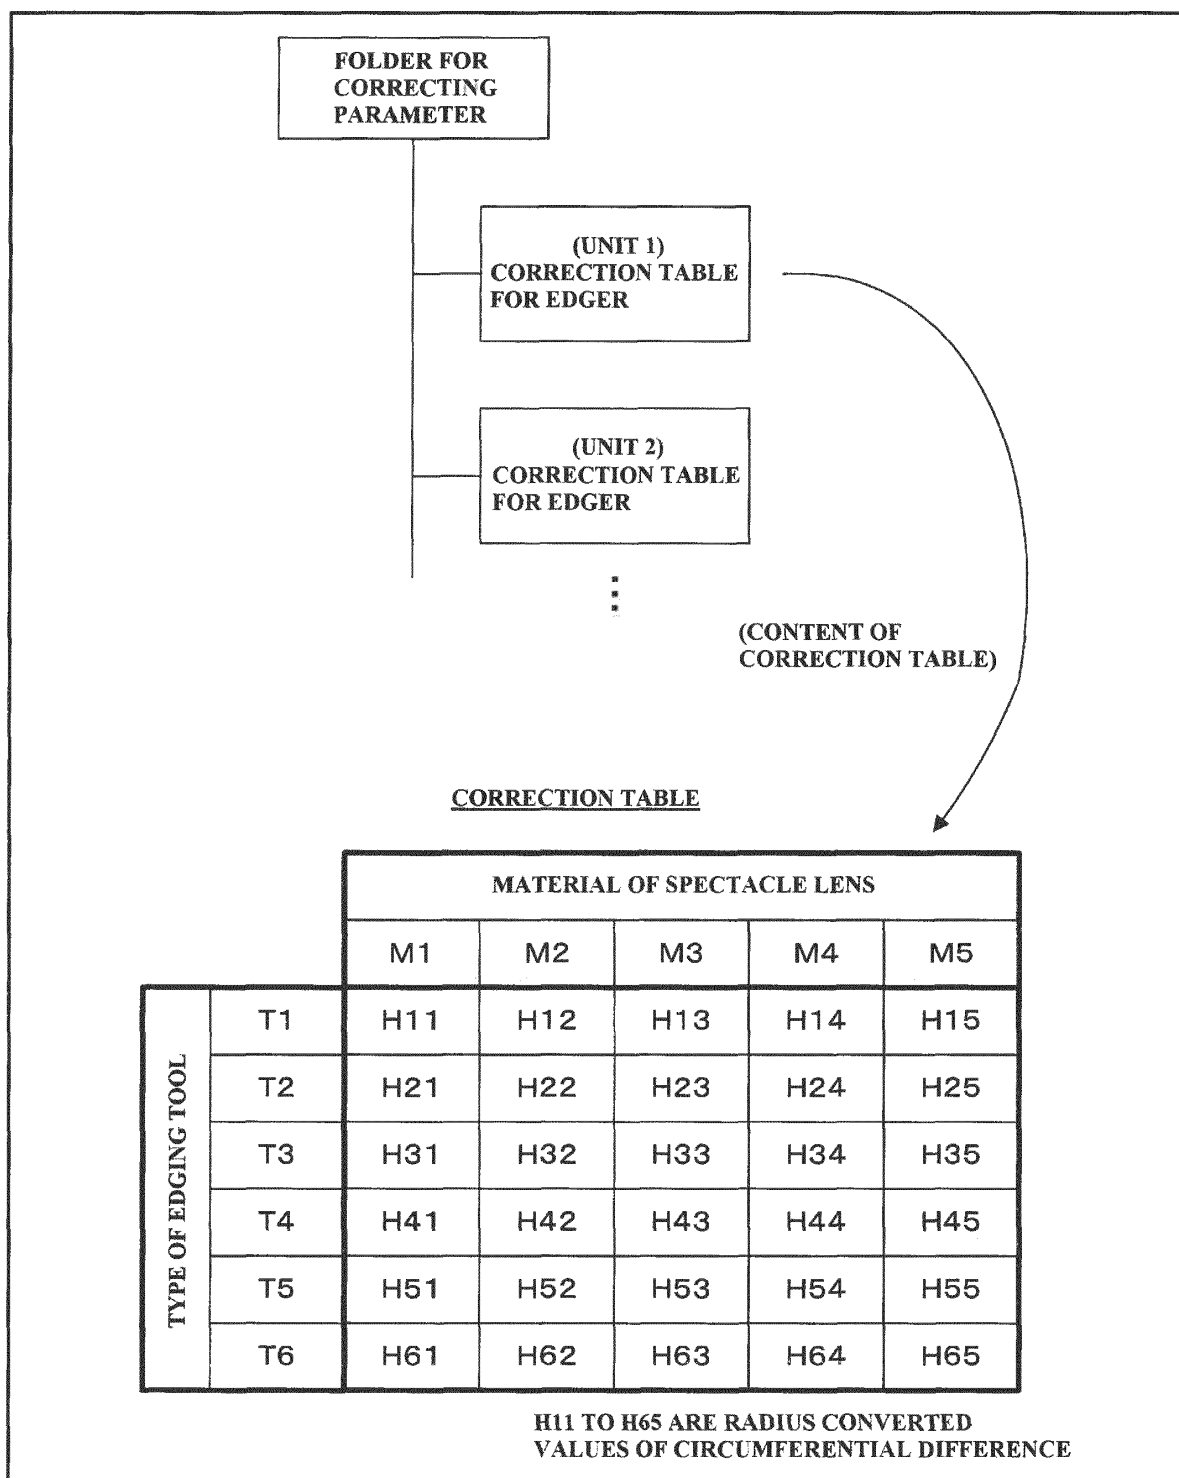 FOLDER FOR
CORRECTING
PARAMETER
(UNIT 1)
CORRECTION TABLE
FOR EDGER
(UNIT 2)
CORRECTION TABLE
FOR EDGER
(CONTENT OF
CORRECTION TABLE)
CORRECTION TABLE
MATERIAL OF SPECTACLE LENS
M1 M2 M3 M4 M5
TYPE OF EDGING TOOL
T1 H11 H12 H13 H14 H15
T2 H21 H22 H23 H24 H25
T3 H31 H32 H33 H34 H35
T4 H41 H42 H43 H44 H45
T5 H51 H52 H53 H54 H55
T6 H61 H62 H63 H64 H65
H11 TO H65 ARE RADIUS CONVERTED
VALUES OF CIRCUMFERENTIAL DIFFERENCE